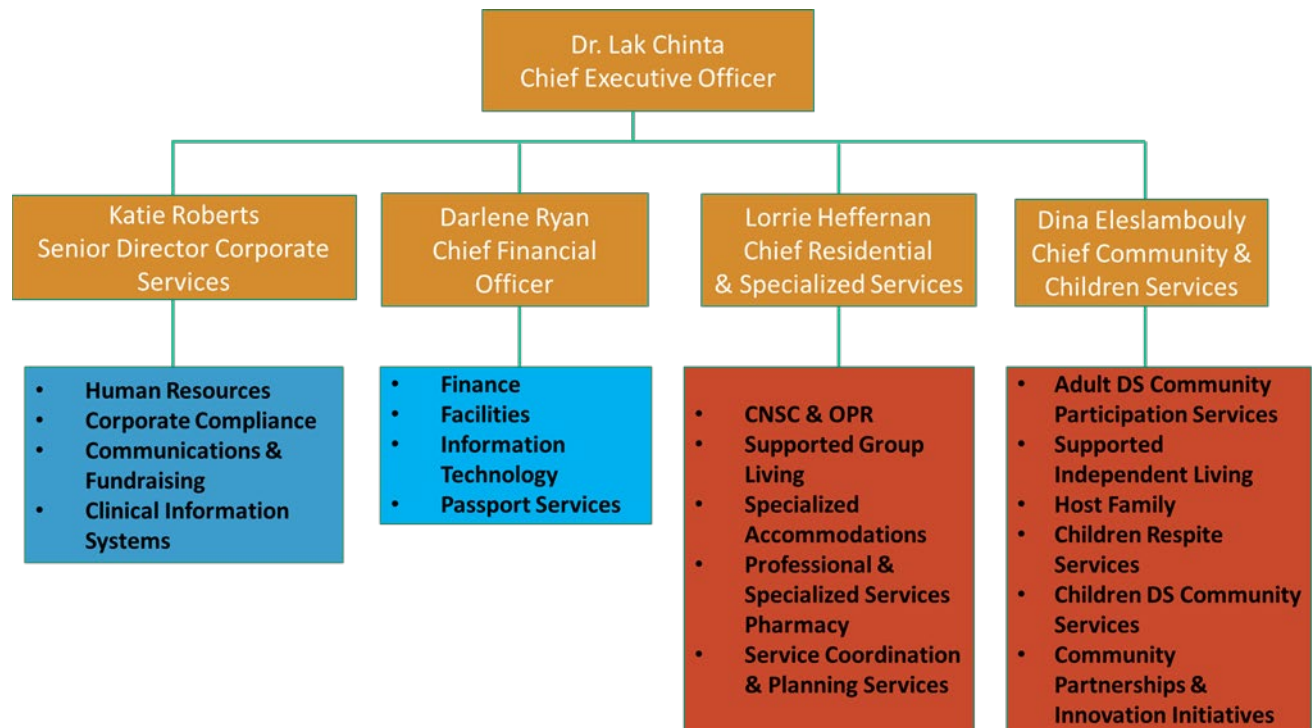 Dr. Lak Chinta
Chief Executive Officer
Katie Roberts
Senior Director Corporate
Services
Darlene Ryan
Chief Financial
Officer
Lorrie Heffernan
Chief Residential
& Specialized Services
Dina Eleslambouly
Chief Community &
Children Services
• Human Resources
• Corporate Compliance
• Communications &
Fundraising
• Clinical Information
Systems
• Finance
• Facilities
• Information
Technology
• Passport Services
• CNSC & OPR
• Supported Group
Living
• Specialized
Accommodations
• Professional &
Specialized Services
Pharmacy
• Service Coordination
& Planning Services
• Adult DS Community
Participation Services
• Supported
Independent Living
• Host Family
• Children Respite
Services
• Children DS Community
Services
• Community
Partnerships &
Innovation Initiatives